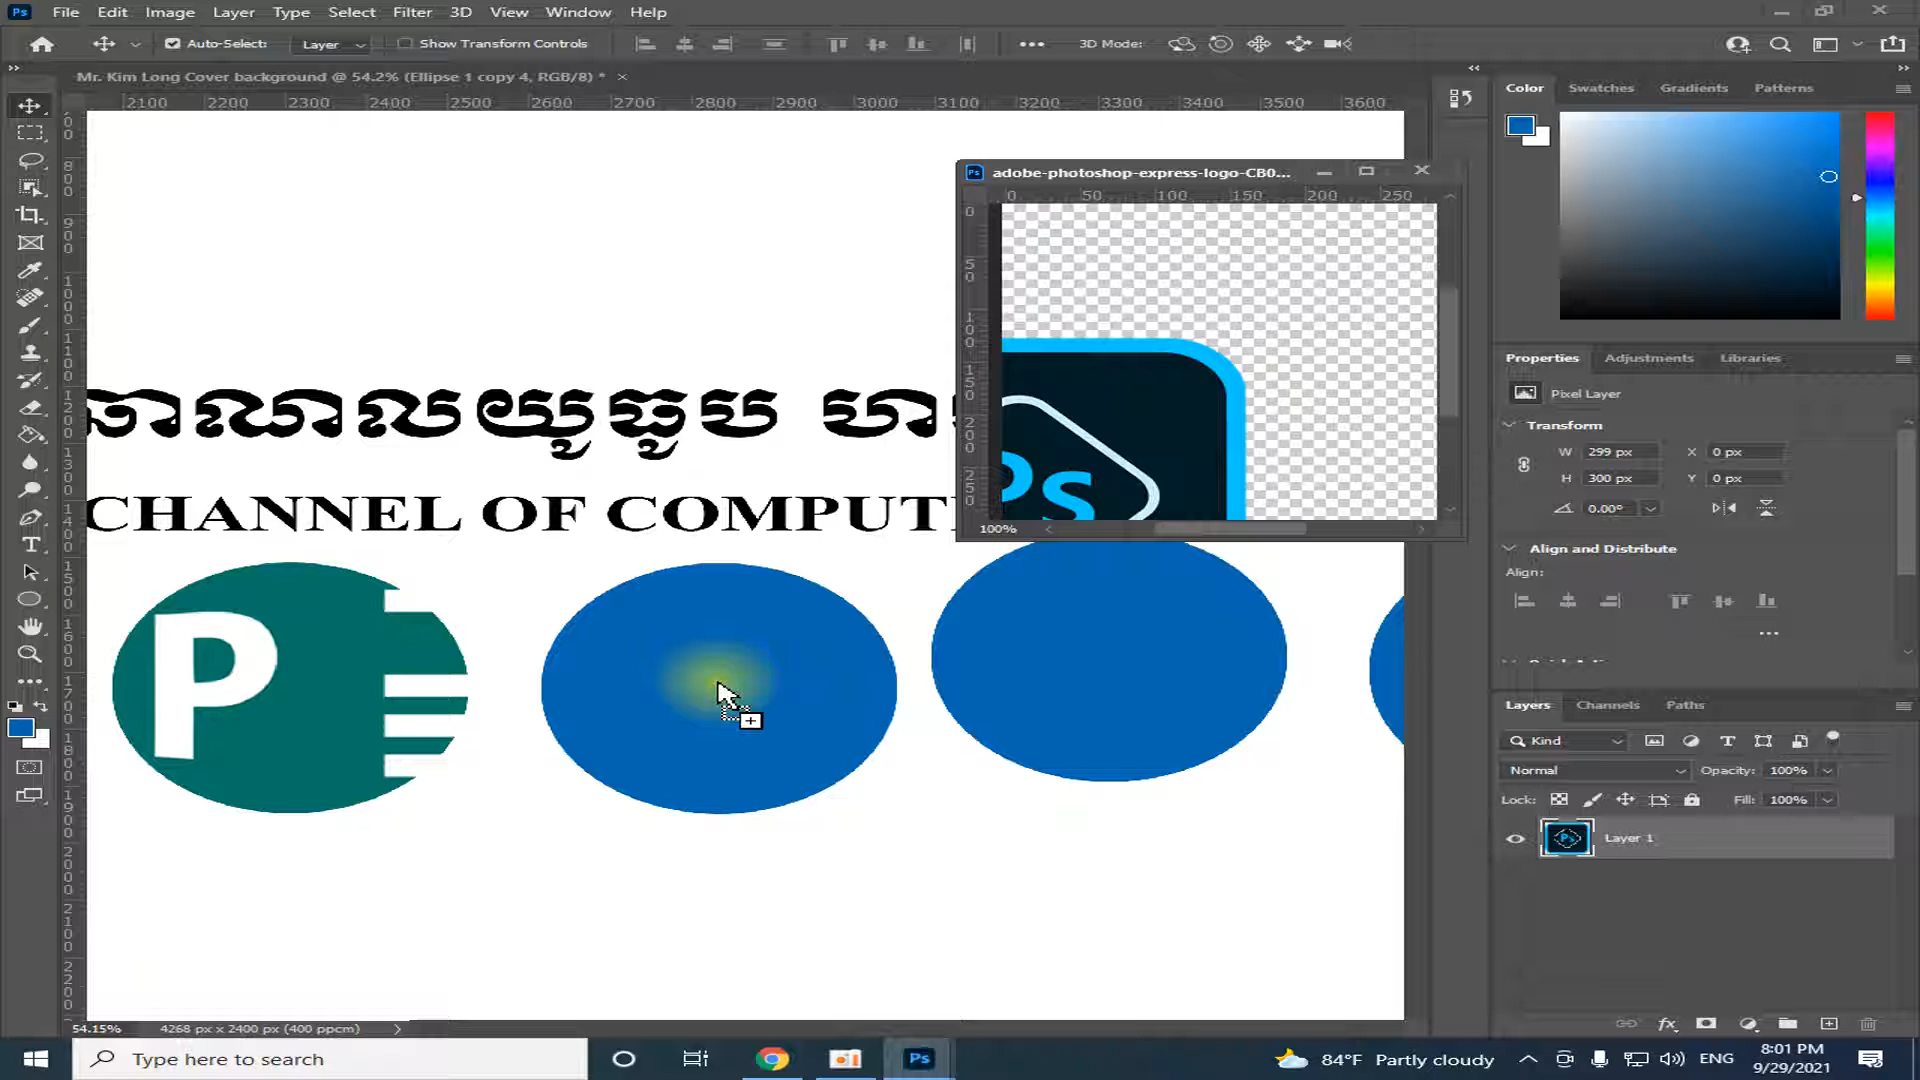 Ps File Edit Image Layer Type Select Filter 3D View Window Help
Auto-Select: Layer Show Transform Controls 3D Mode:
Mr. Kim Long Cover background @ 54.2% (Ellipse 1 copy 4, RGB/8) *
2100 2200 2300 2400 2500 2600 2700 2800 2900 3000 3100 3200 3300 3400 3500 3600
Color Swatches Gradients Patterns
Ps adobe-photoshop-express-logo-CB0...
0 50 100 150 200 250
Ps
100%
CHANNEL OF COMPUT
P
Properties Adjustments Libraries
Pixel Layer
Transform
W 299 px X 0 px
H 300 px Y 0 px
0.00°
Align and Distribute
Align:
Layers Channels Paths
Kind
Normal Opacity: 100%
Lock: Fill: 100%
Ps Layer 1
54.15% 4268 px x 2400 px (400 ppcm)
Type here to search
Ps
84°F Partly cloudy
ENG
8:01 PM
9/29/2021